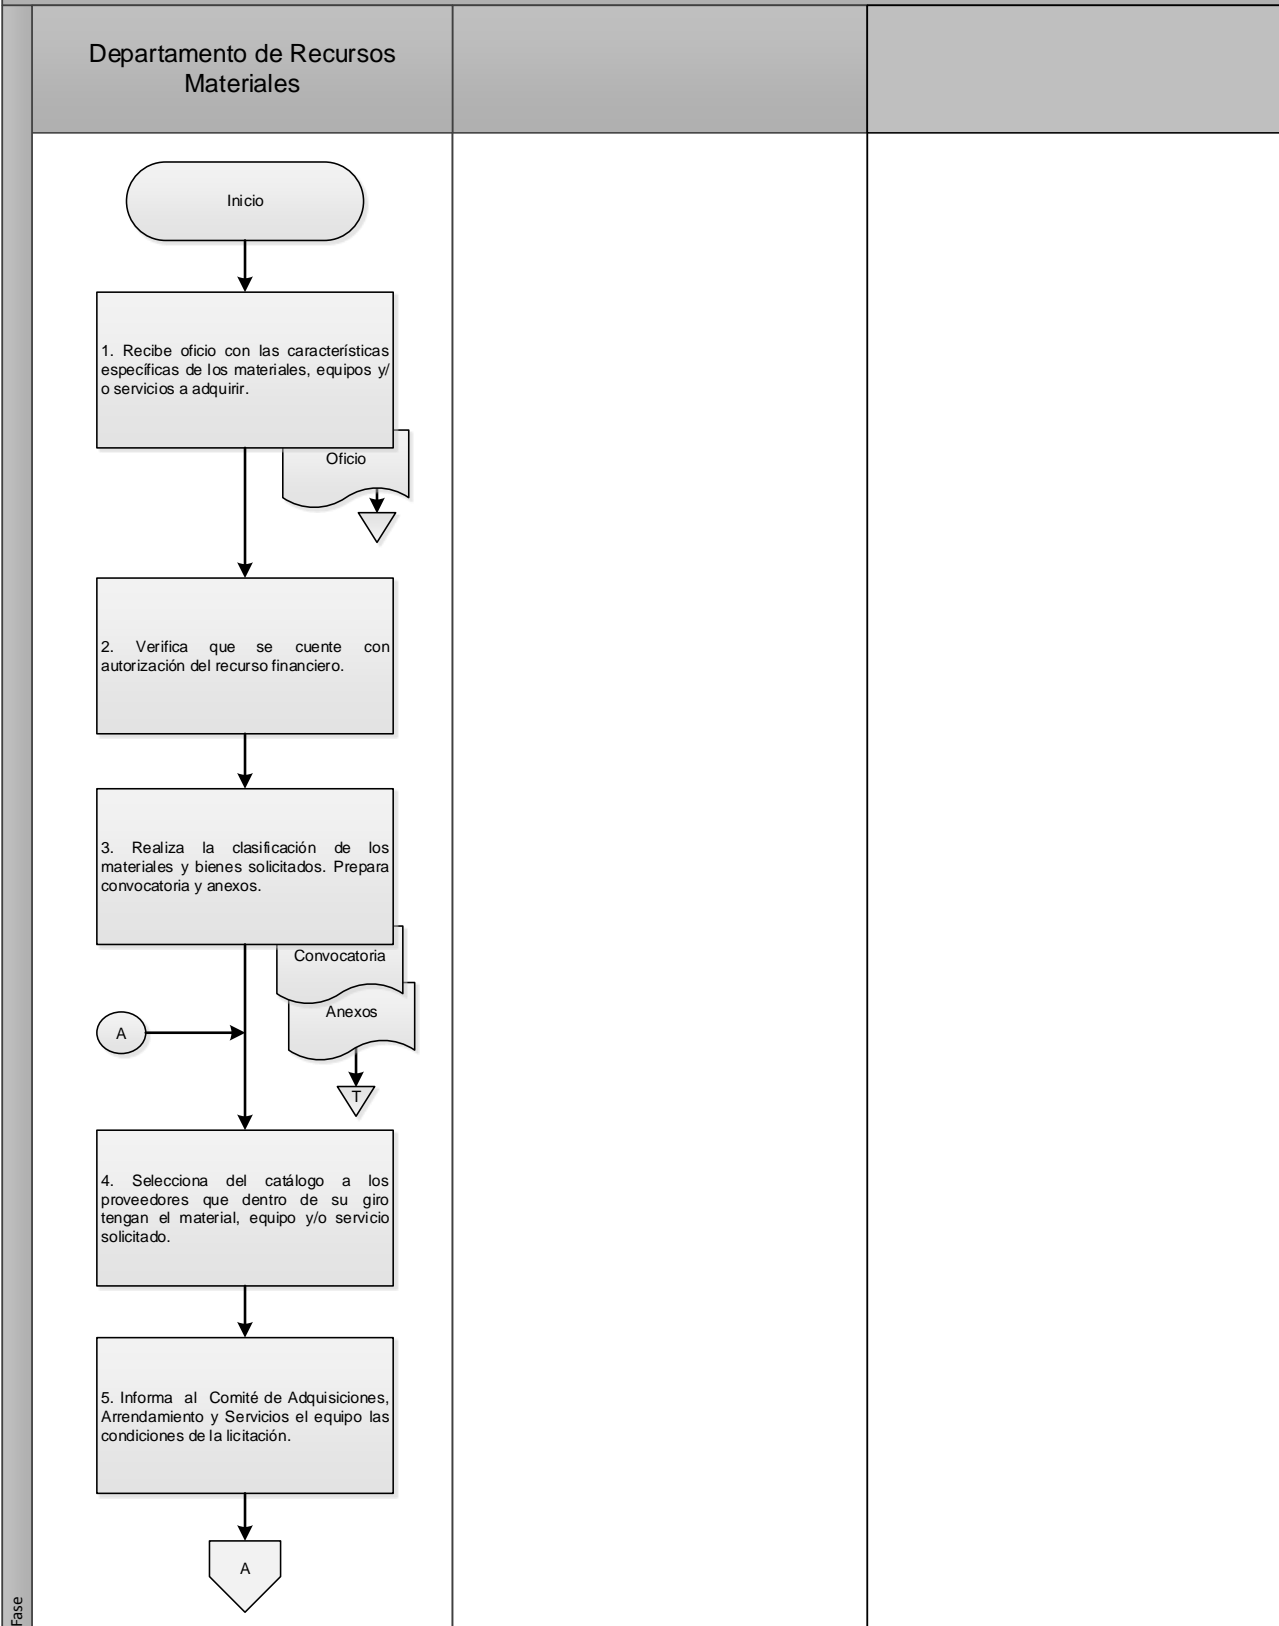 Departamento de Recursos
Materiales
Inicio
1. Recibe oficio con las características
específicas de los materiales, equipos y/
o servicios a adquirir.
Oficio
2. Verifica que se cuente con
autorización del recurso financiero.
3. Realiza la clasificación de los
materiales y bienes solicitados. Prepara
convocatoria y anexos.
Convocatoria
Anexos
A
T
4. Selecciona del catálogo a los
proveedores que dentro de su giro
tengan el material, equipo y/o servicio
solicitado.
5. Informa al Comité de Adquisiciones,
Arrendamiento y Servicios el equipo las
condiciones de la licitación.
A
Fase